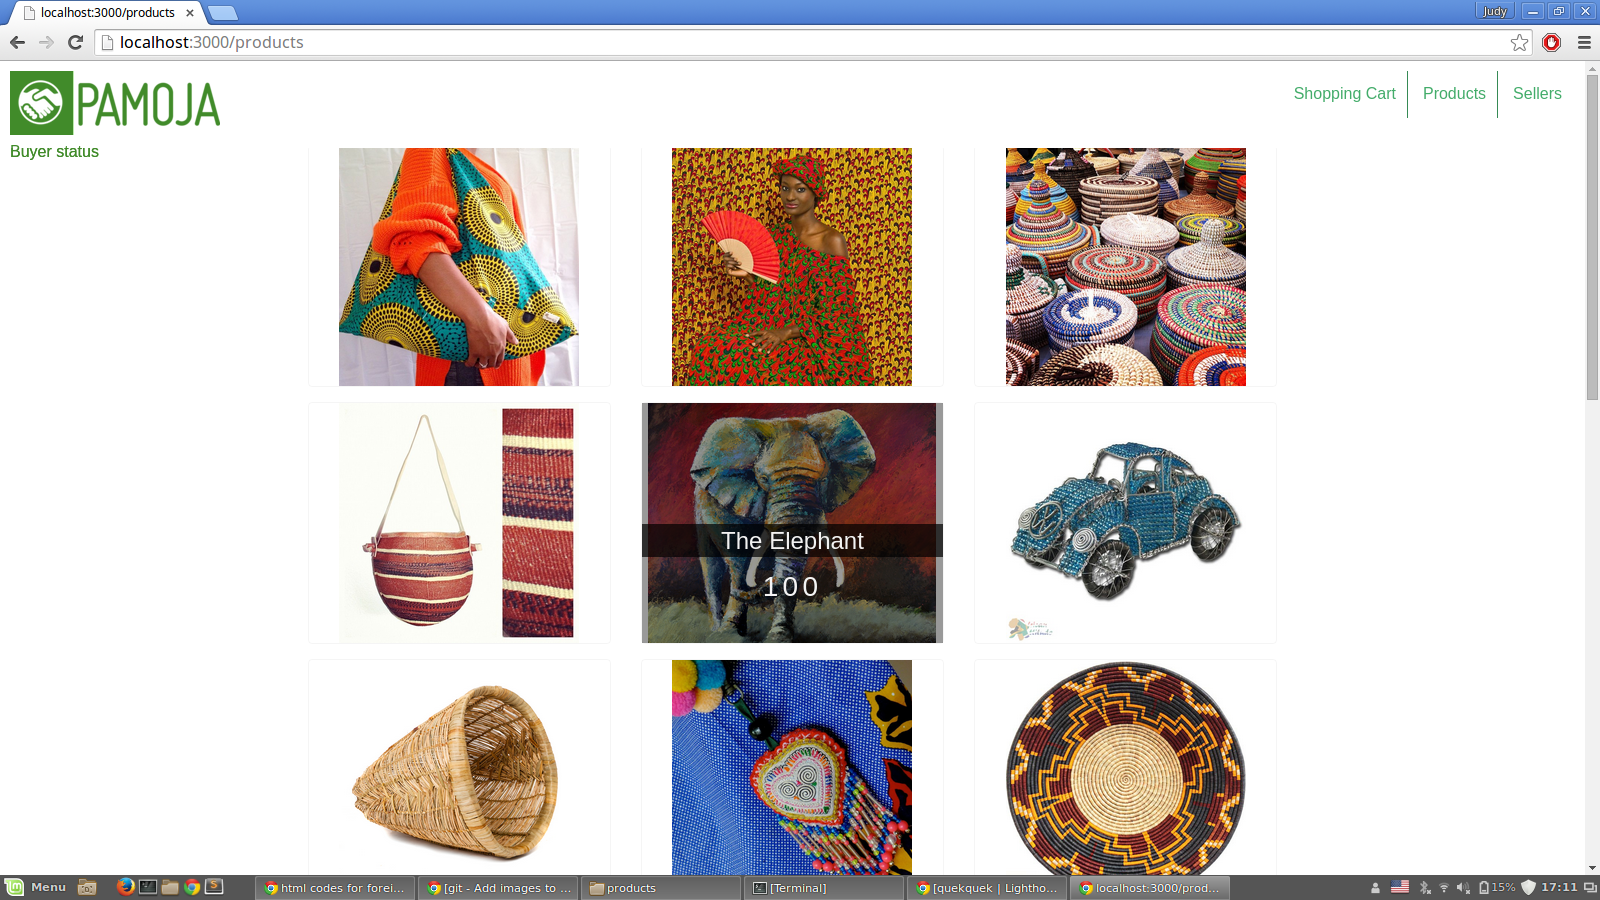 localhost:3000/products
Judy
localhost:3000/products
PAMOJA
Shopping Cart
Products
Sellers
Buyer status
The Elephant
100
Menu
html codes for forei...
[git - Add images to ...
products
[Terminal]
[quekquek | Lightho...
localhost:3000/prod...
15%
17:11